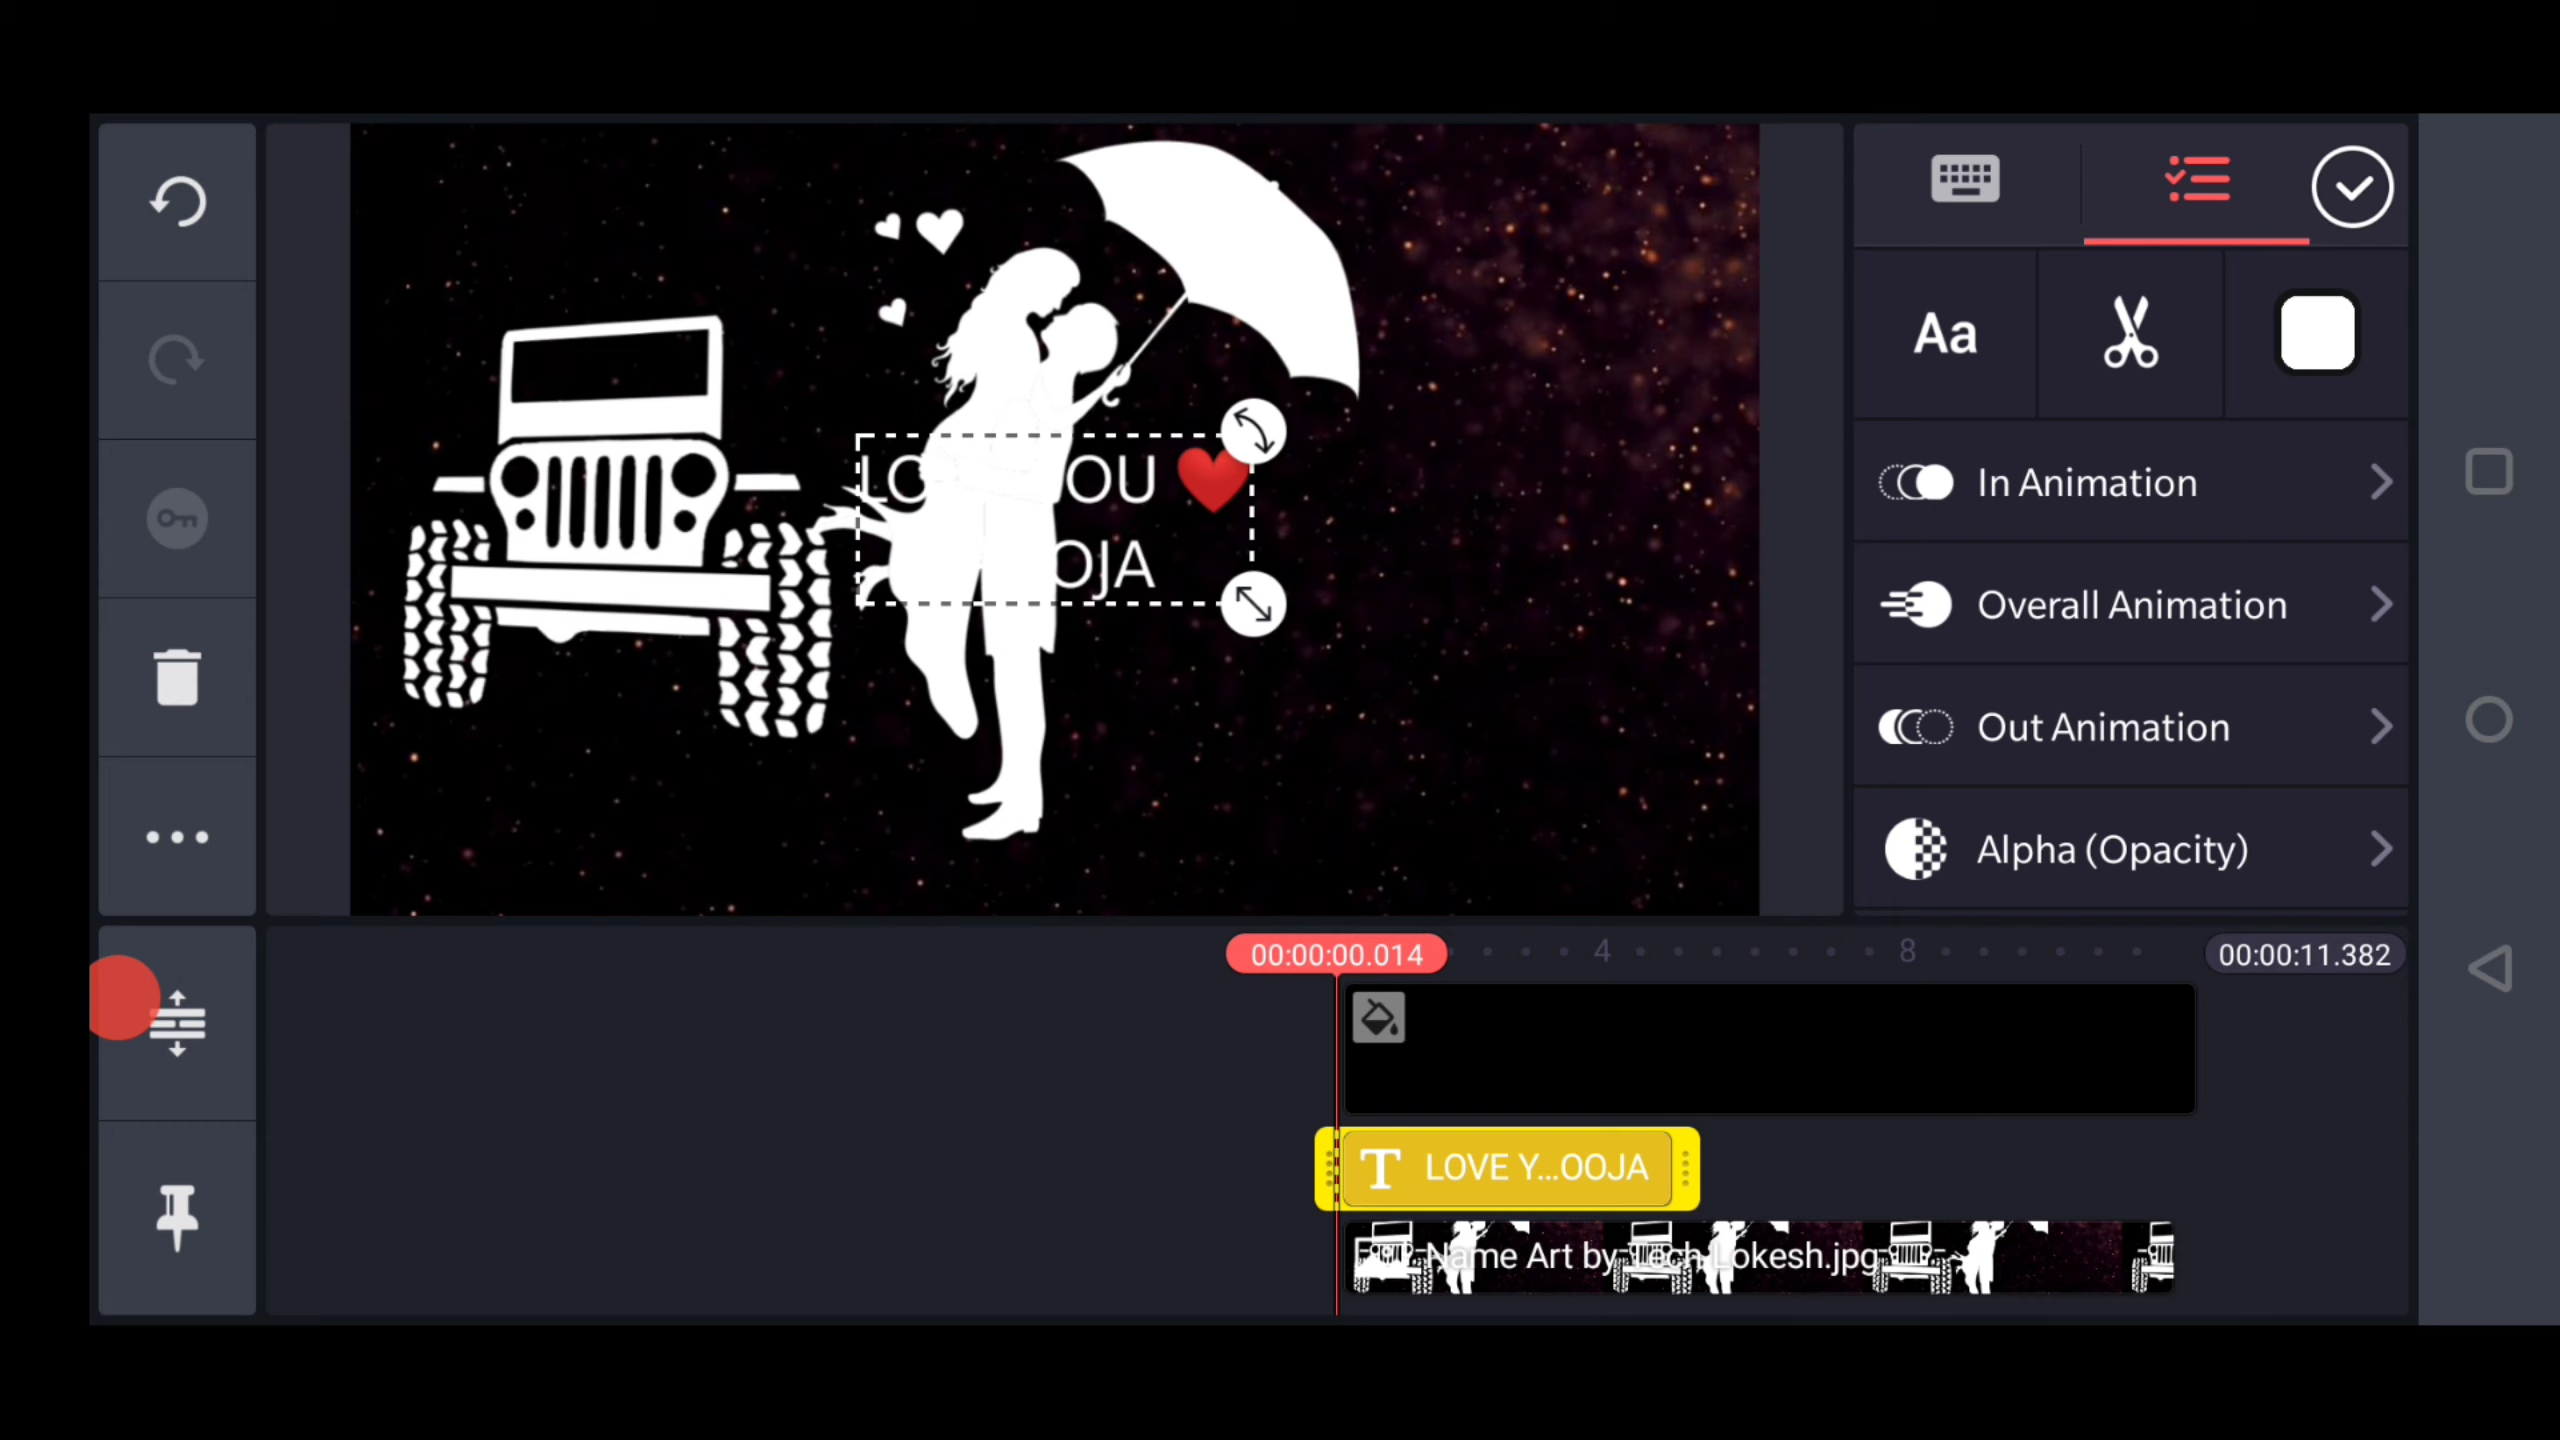 LO OU ❤️
OJA
Aa
In Animation
Overall Animation
Out Animation
Alpha (Opacity)
00:00:00.014
4
8
00:00:11.382
T LOVE Y...OOJA
Name Art by Tech Lokesh.jpg